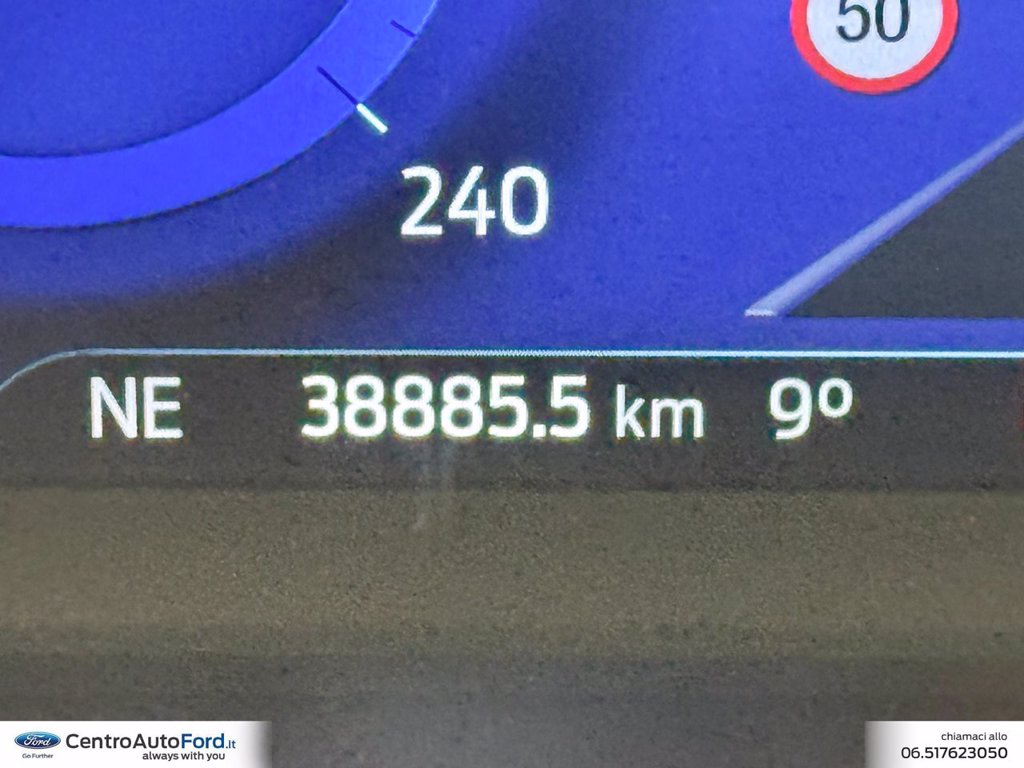 50
240
NE 38885.5 km 9º
Ford
Go Further
CentroAutoFord.it
always with you
chiamaci allo
06.517623050